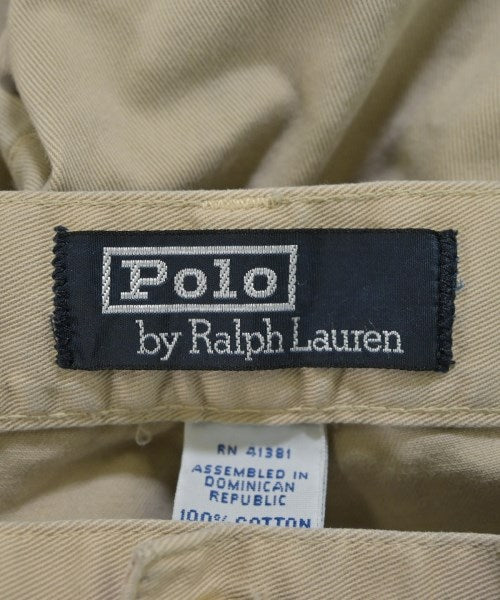 Polo
by Ralph Lauren
RN 41381
ASSEMBLED IN
DOMINICAN
REPUBLIC
100% COTTON